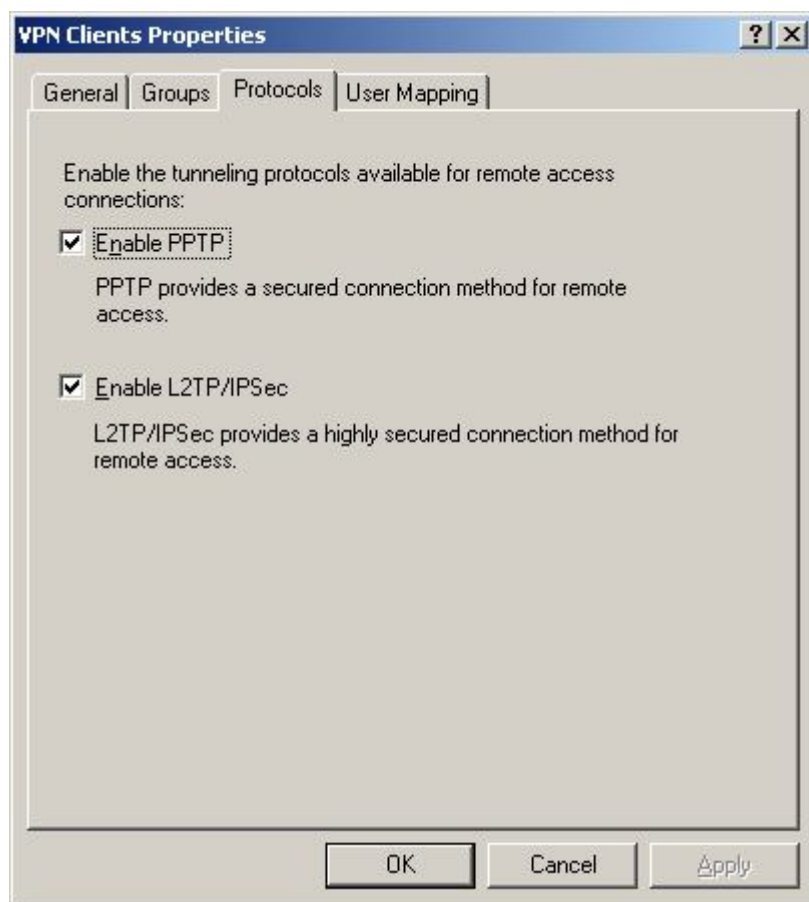 VPN Clients Properties
General Groups Protocols User Mapping
Enable the tunneling protocols available for remote access
connections:
Enable PPTP
PPTP provides a secured connection method for remote
access.
Enable L2TP/IPSec
L2TP/IPSec provides a highly secured connection method for
remote access.
OK Cancel Apply